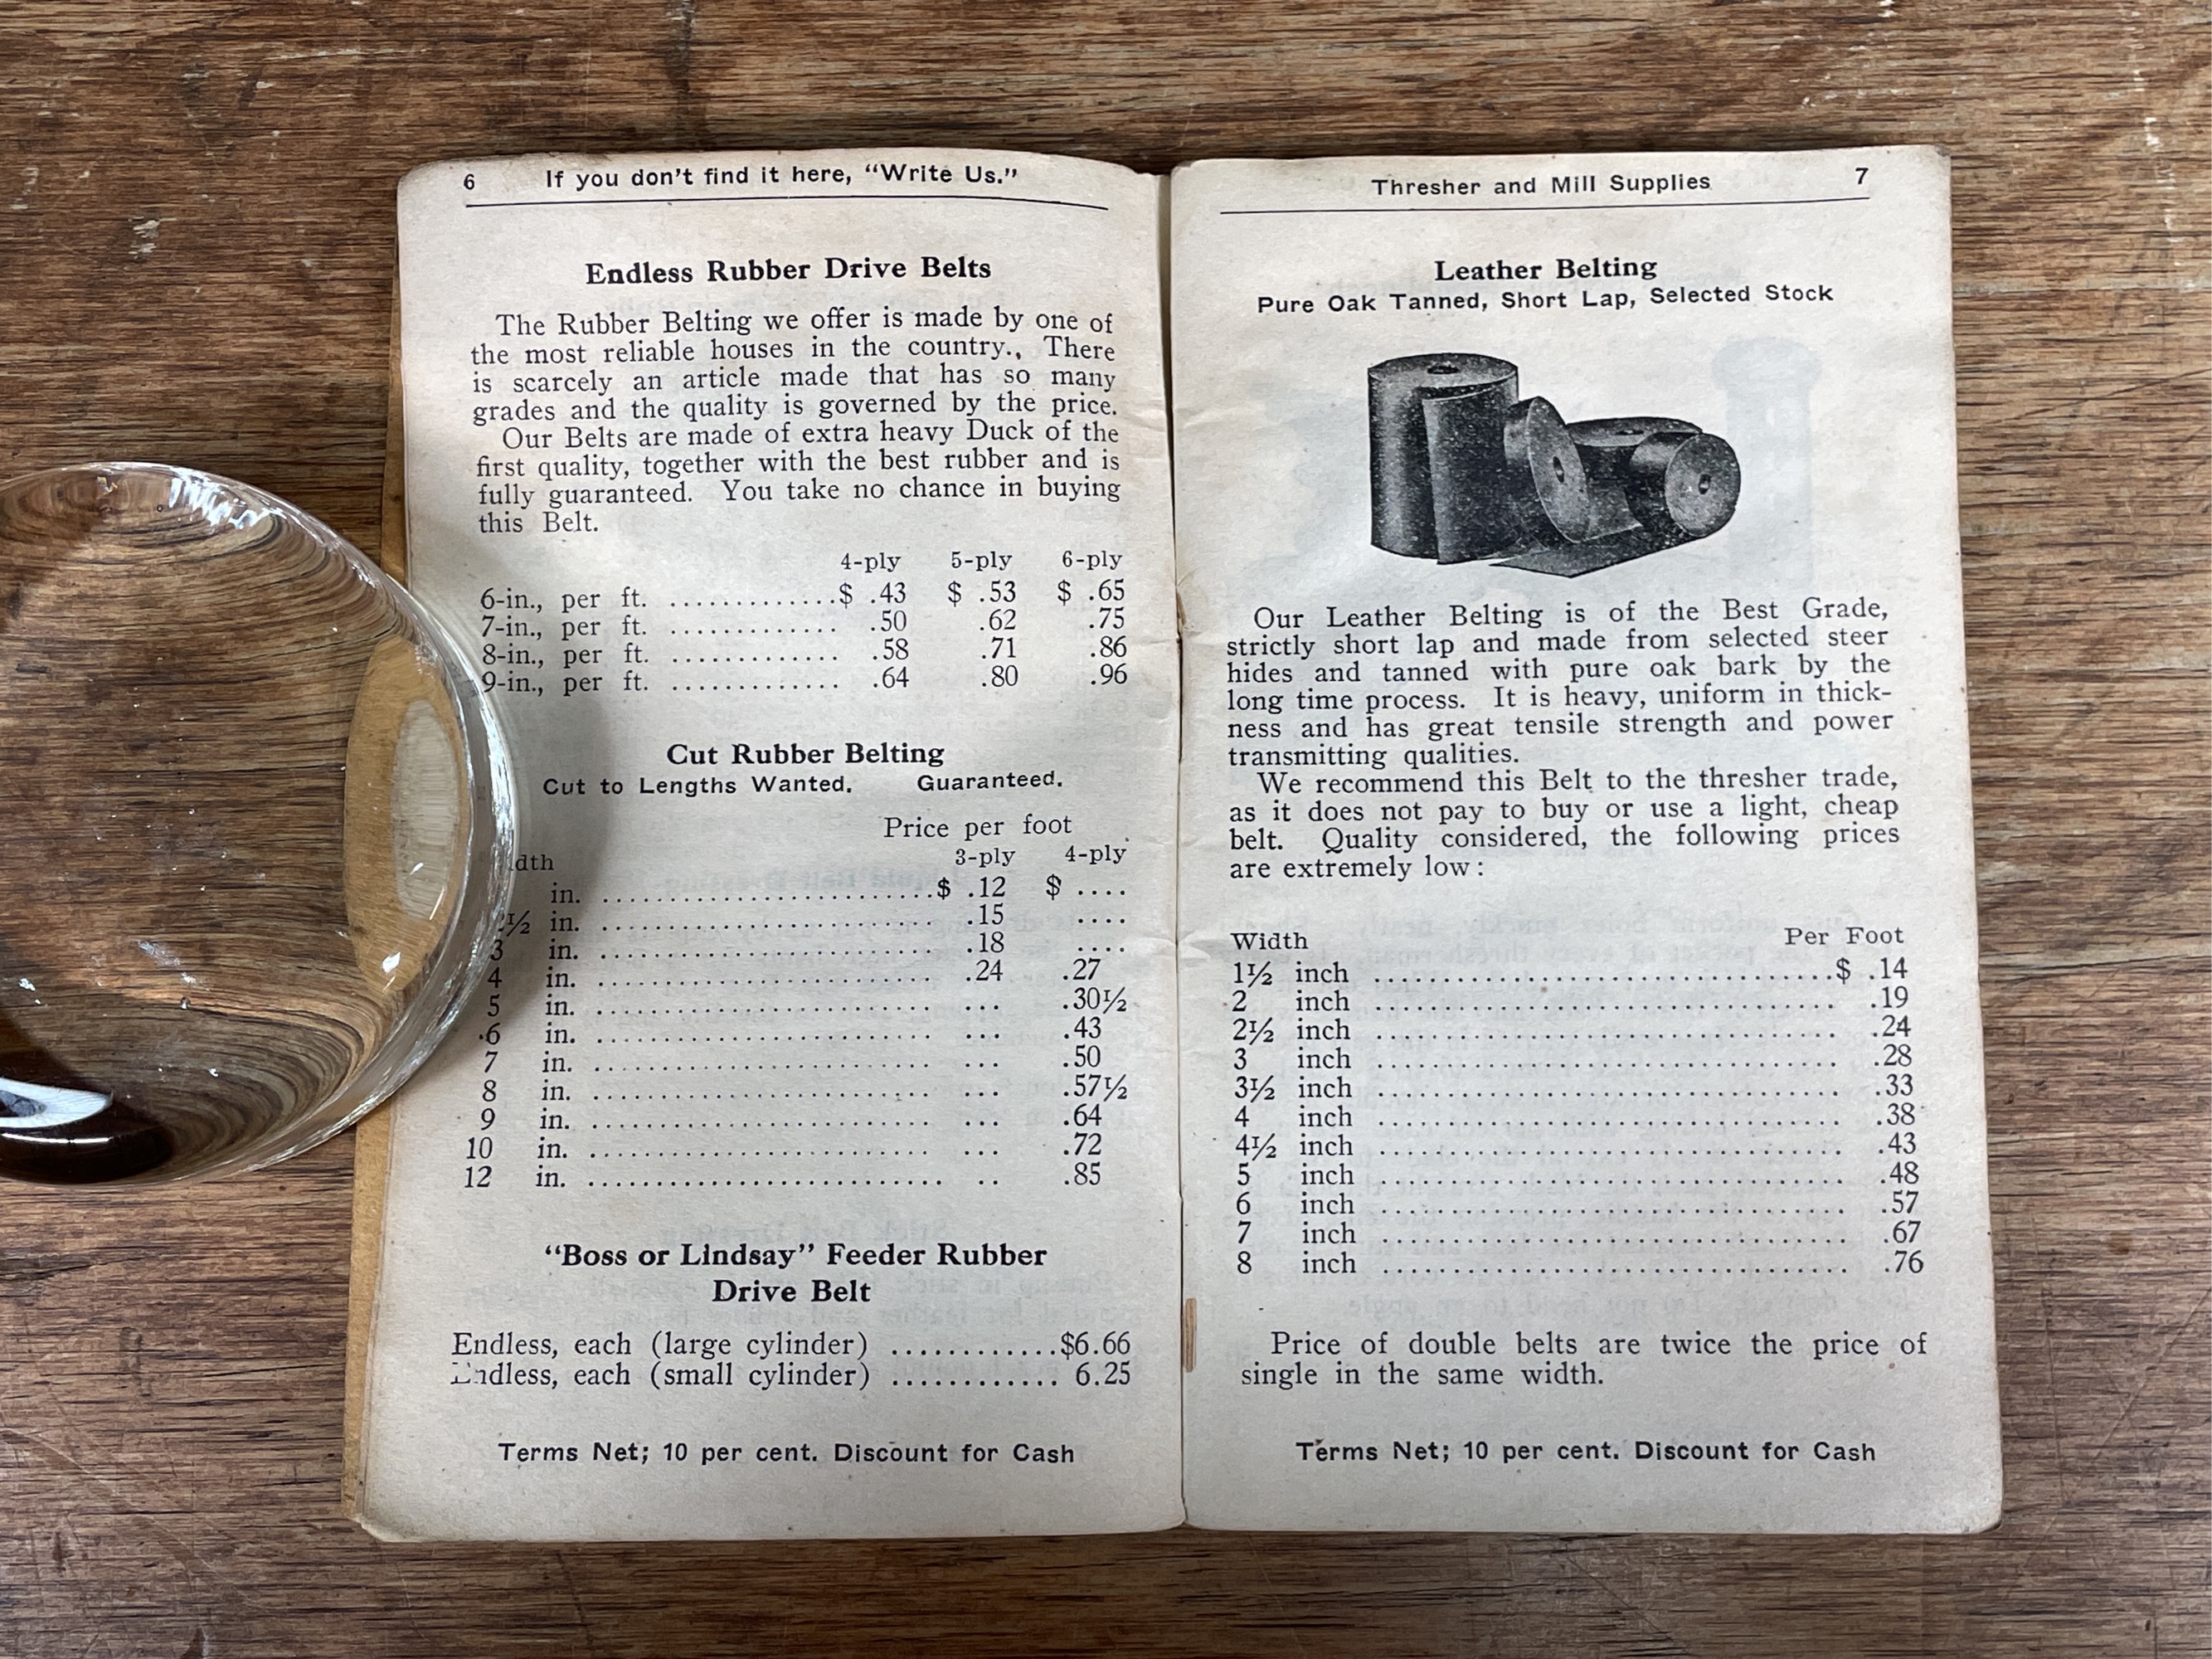 6 If you don't find it here, "Write Us."
Endless Rubber Drive Belts
The Rubber Belting we offer is made by one of
the most reliable houses in the country., There
is scarcely an article made that has so many
grades and the quality is governed by the price.
Our Belts are made of extra heavy Duck of the
first quality, together with the best rubber and is
fully guaranteed. You take no chance in buying
this Belt.
4-ply 5-ply 6-ply
6-in., per ft. .............$ .43 $ .53 $ .65
7-in., per ft. ............. .50 .62 .75
8-in., per ft. ............. .58 .71 .86
9-in., per ft. ............. .64 .80 .96
Cut Rubber Belting
Cut to Lengths Wanted. Guaranteed.
Price per foot
3-ply 4-ply
in. ..............................$ .12 $ ....
½ in. .............................. .15 ....
3 in. .............................. .18 ....
4 in. .............................. .24 .27
5 in. .............................. ... .30½
6 in. .............................. ... .43
7 in. .............................. ... .50
8 in. .............................. ... .57½
9 in. .............................. ... .64
10 in. .............................. ... .72
12 in. .............................. .. .85
"Boss or Lindsay" Feeder Rubber
Drive Belt
Endless, each (large cylinder) ............$6.66
Endless, each (small cylinder) ............ 6.25
Terms Net; 10 per cent. Discount for Cash
Thresher and Mill Supplies 7
Leather Belting
Pure Oak Tanned, Short Lap, Selected Stock
Our Leather Belting is of the Best Grade,
strictly short lap and made from selected steer
hides and tanned with pure oak bark by the
long time process. It is heavy, uniform in thick-
ness and has great tensile strength and power
transmitting qualities.
We recommend this Belt to the thresher trade,
as it does not pay to buy or use a light, cheap
belt. Quality considered, the following prices
are extremely low:
Width Per Foot
1½ inch ................................$ .14
2 inch ................................ .19
2½ inch ................................ .24
3 inch ................................ .28
3½ inch ................................ .33
4 inch ................................ .38
4½ inch ................................ .43
5 inch ................................ .48
6 inch ................................ .57
7 inch ................................ .67
8 inch ................................ .76
Price of double belts are twice the price of
single in the same width.
Terms Net; 10 per cent. Discount for Cash